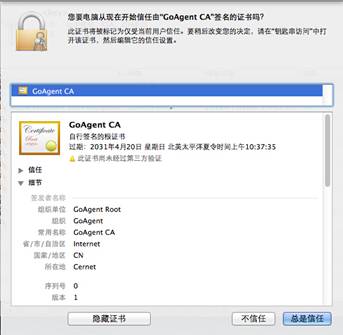 您要电脑从现在开始信任由“GoAgent CA”签名的证书吗?
此证书将被标记为仅受当前用户信任。要稍后改变您的决定，请在“钥匙串访问”中打
开该证书，然后编辑它的信任设置。
GoAgent CA
Certificate
Root
GoAgent CA
自行签名的根证书
过期: 2031年4月20日 星期日 北美太平洋夏令时间上午10:37:35
此证书尚未经过第三方验证
信任
细节
签发者名称
组织单位 GoAgent Root
组织 GoAgent
常用名称 GoAgent CA
省/市/自治区 Internet
国家/地区 CN
所在地 Cernet
序列号 0
版本 1
隐藏证书 不信任 总是信任